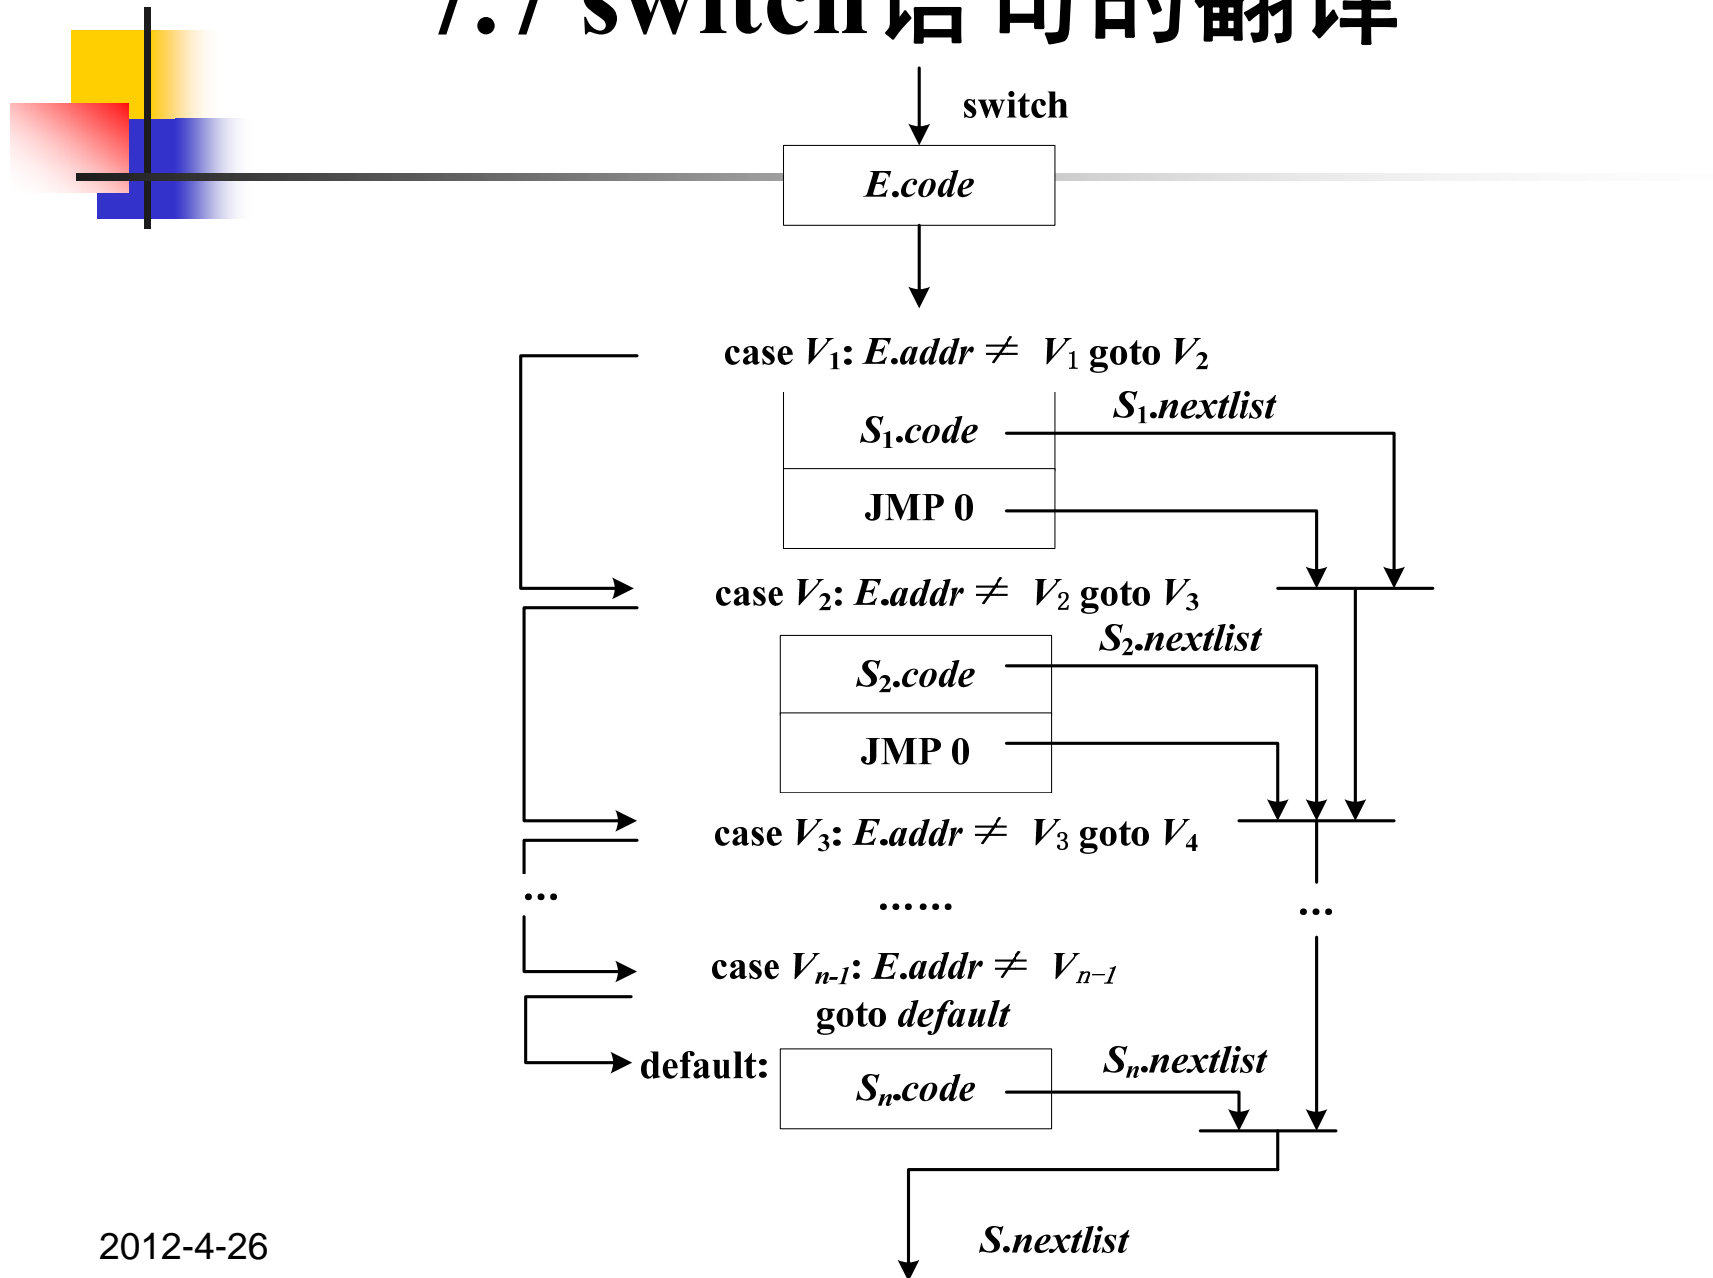 7.7 switch语句的翻译
switch
E.code
case V1: E.addr ≠ V1 goto V2
S1.nextlist
S1.code
JMP 0
case V2: E.addr ≠ V2 goto V3
S2.nextlist
S2.code
JMP 0
case V3: E.addr ≠ V3 goto V4
...
......
...
case Vn-1: E.addr ≠ Vn-1
goto default
default:
Sn.nextlist
Sn.code
2012-4-26
S.nextlist